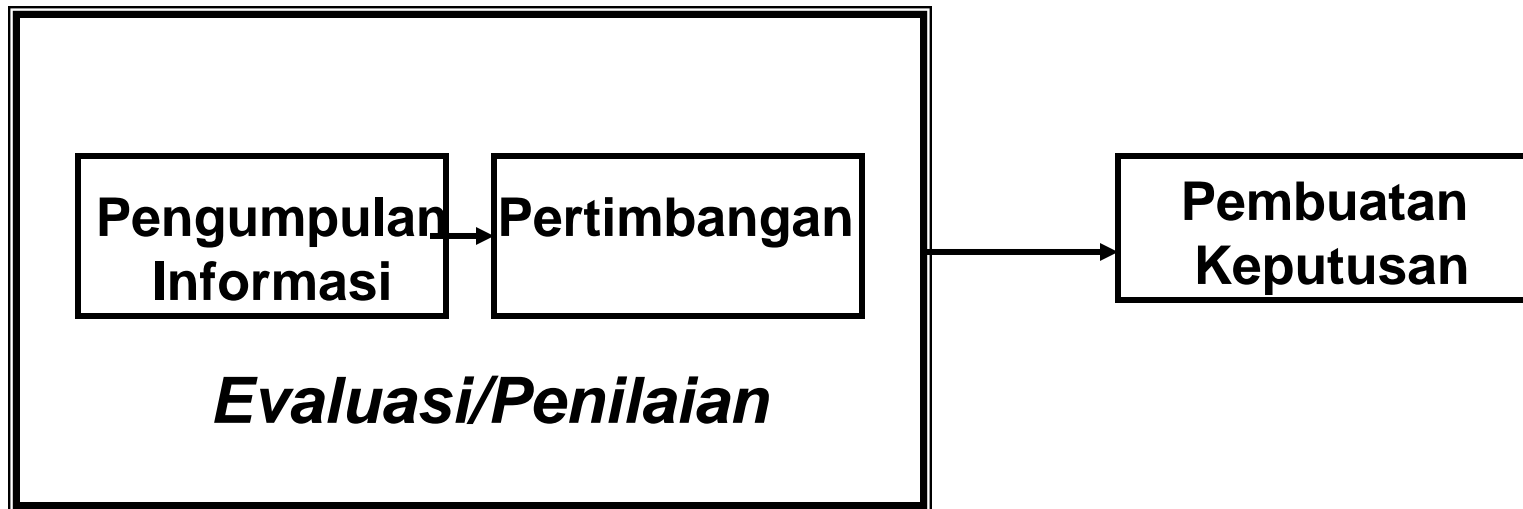 Pengumpulan
Informasi
Pertimbangan
Evaluasi/Penilaian
Pembuatan
Keputusan